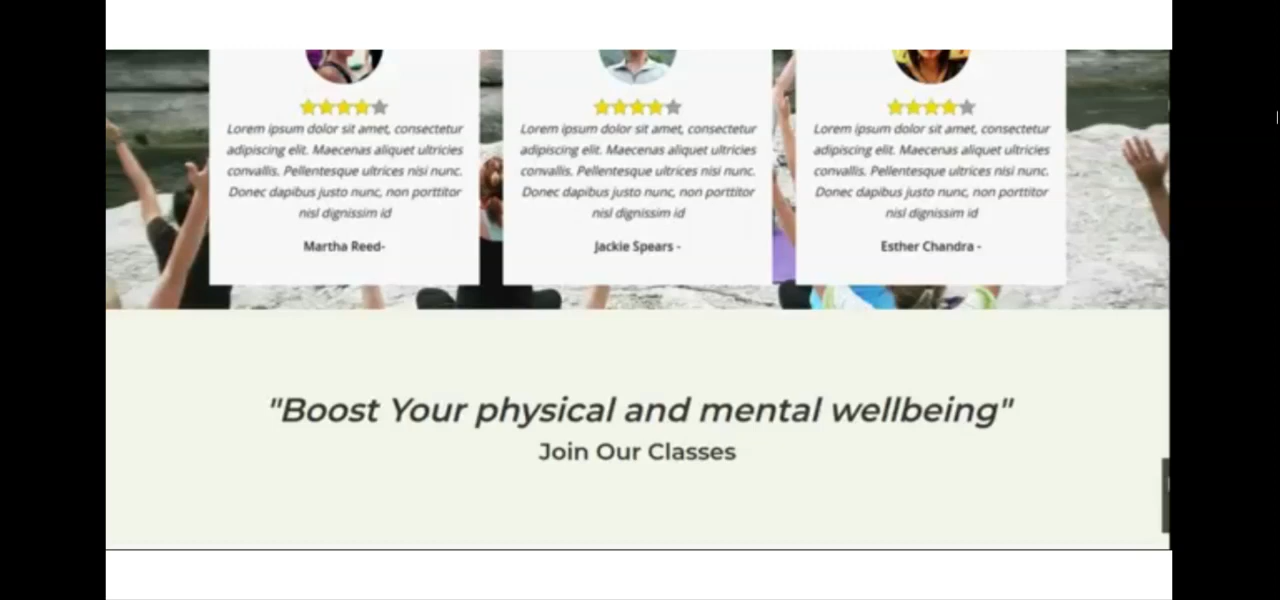 Lorem ipsum dolor sit amet, consectetur
adipiscing elit. Maecenas aliquet ultricies
convallis. Pellentesque ultrices nisi nunc.
Donec dapibus justo nunc, non porttitor
nisl dignissim id
Martha Reed-
Lorem ipsum dolor sit amet, consectetur
adipiscing elit. Maecenas aliquet ultricies
convallis. Pellentesque ultrices nisi nunc.
Donec dapibus justo nunc, non porttitor
nisl dignissim id
Jackie Spears -
Lorem ipsum dolor sit amet, consectetur
adipiscing elit. Maecenas aliquet ultricies
convallis. Pellentesque ultrices nisi nunc.
Donec dapibus justo nunc, non porttitor
nisl dignissim id
Esther Chandra -
"Boost Your physical and mental wellbeing"
Join Our Classes